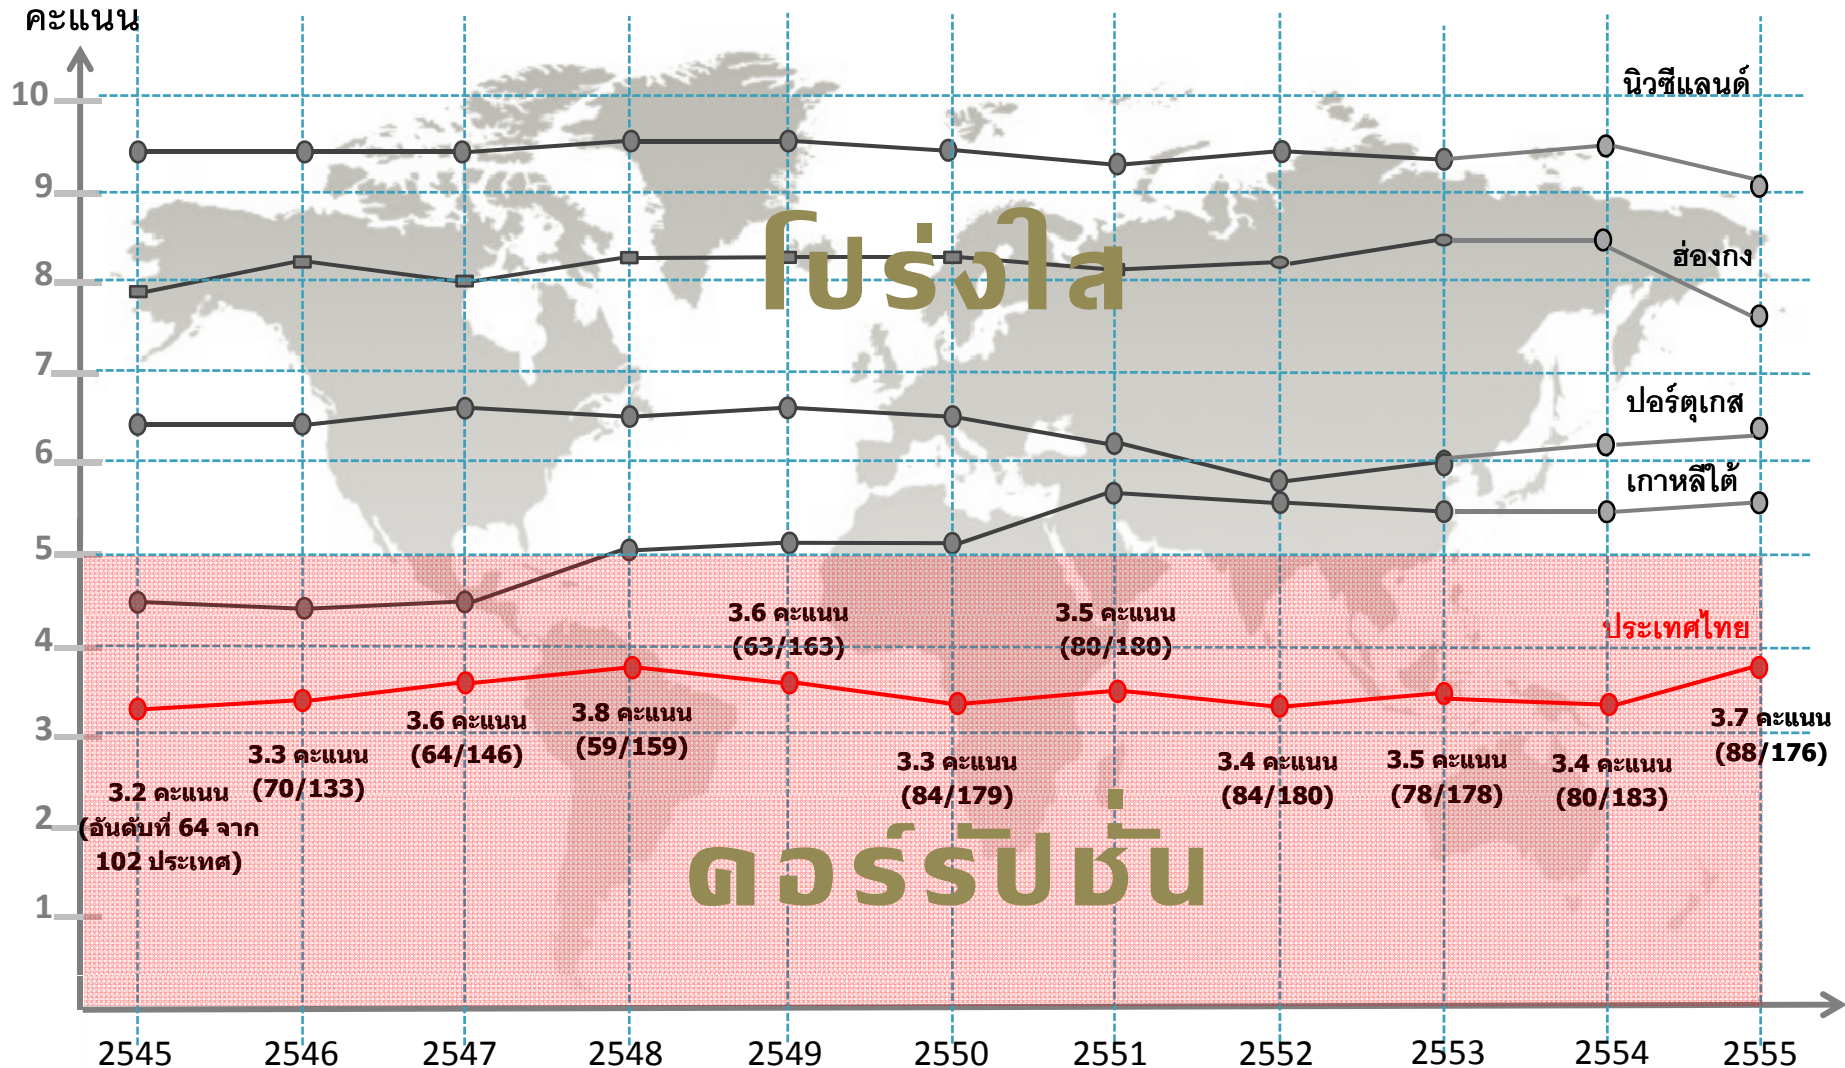 คะแนน
10
นิวซีแลนด์
9
โปร่งใส
ฮ่องกง
8
7
ปอร์ตุเกส
6
เกาหลีใต้
5
3.6 คะแนน
(63/163)
3.5 คะแนน
(80/180)
ประเทศไทย
4
3
3.2 คะแนน
(อันดับที่ 64 จาก
102 ประเทศ)
3.3 คะแนน
(70/133)
3.6 คะแนน
(64/146)
3.8 คะแนน
(59/159)
3.3 คะแนน
(84/179)
3.4 คะแนน
(84/180)
3.5 คะแนน
(78/178)
3.4 คะแนน
(80/183)
3.7 คะแนน
(88/176)
2
คอร์รัปชั่น
1
2545 2546 2547 2548 2549 2550 2551 2552 2553 2554 2555